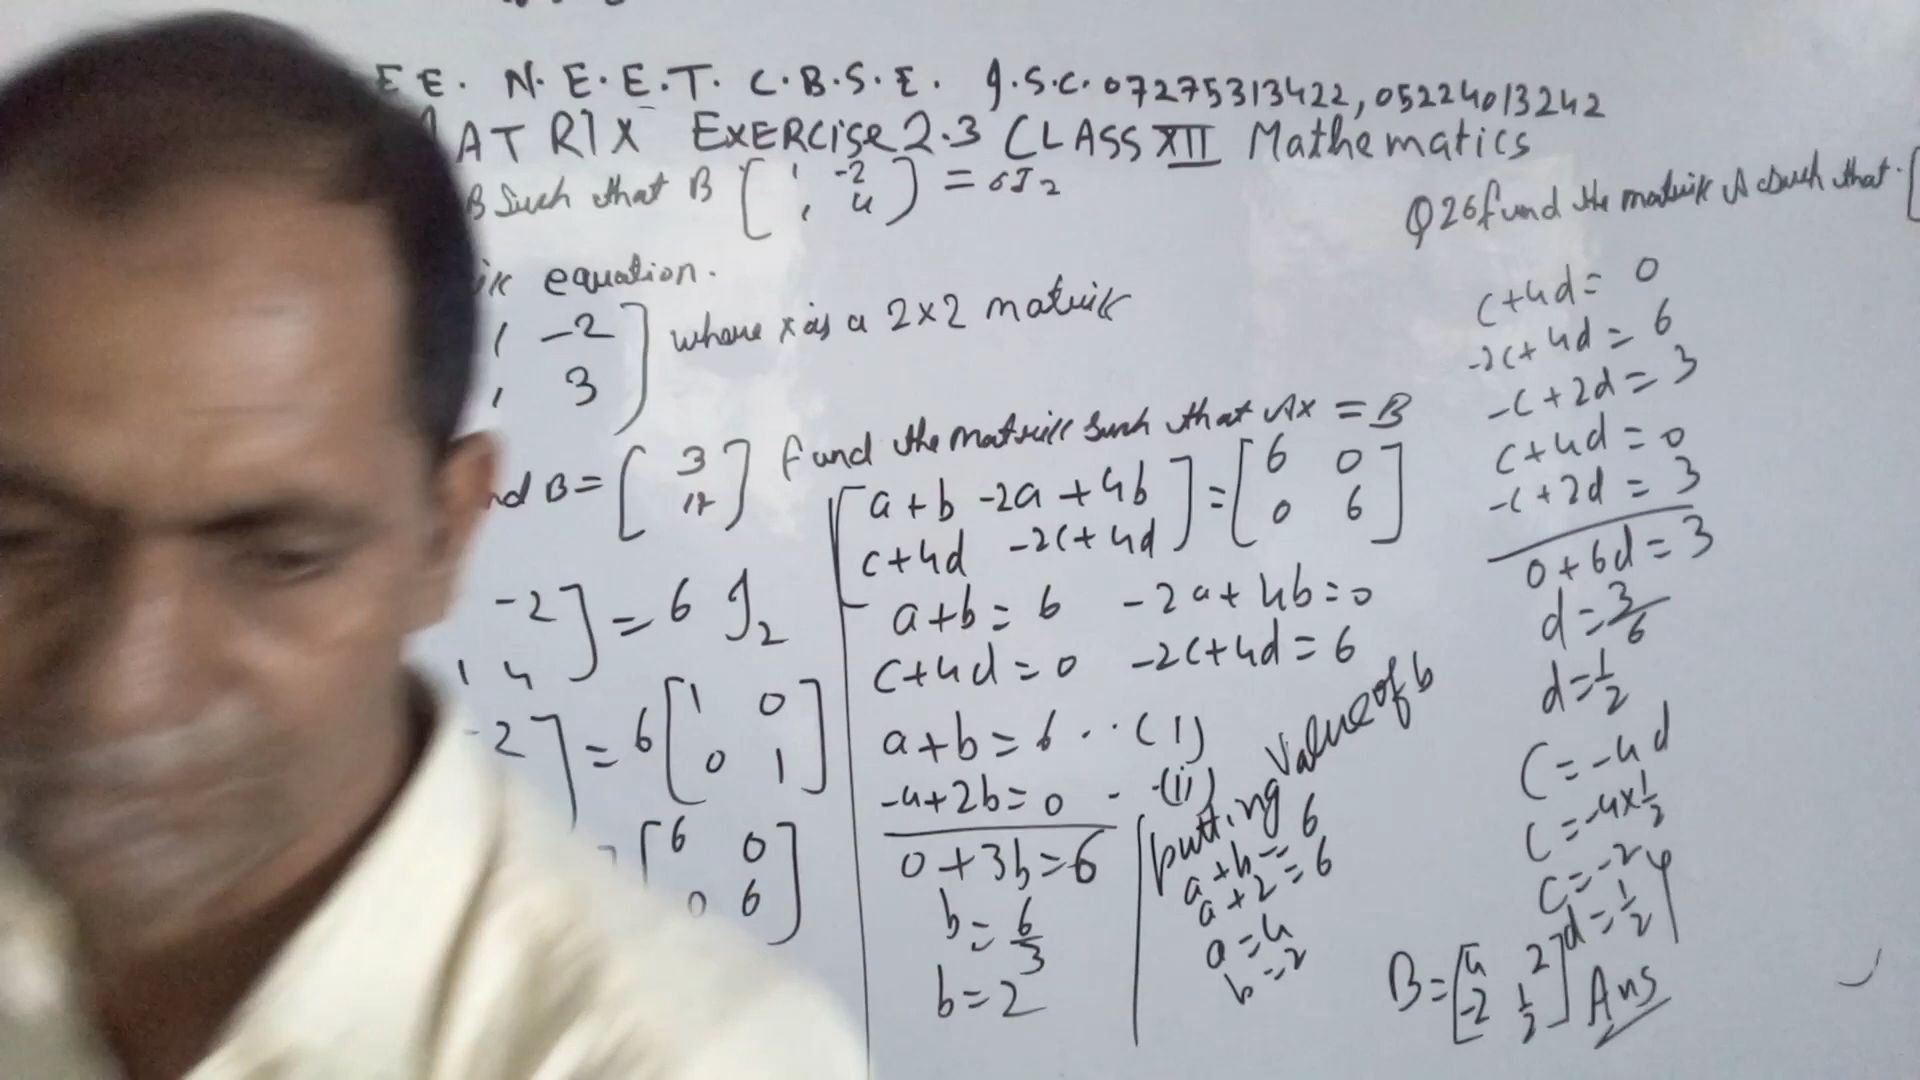 EE. N.E.E.T. C.B.S.E. I.S.C. 07275313422, 05224013242
ATRIX EXERCISE 2.3 CLASS XII Mathematics
B Such that B [ 1 -2
1 4 ] = 6I2
equation.
1 -2
1 3 ] where x is a 2×2 matrix
nd B = [ 3
] find the matrix such that AX = B
-2
1 4 ] = 6 I2
-2 ] = 6 [ 1 0
0 1 ]
[ 6 0
0 6 ]
[ a+b -2a+4b
c+4d -2c+4d ] = [ 6 0
0 6 ]
a+b = 6 -2a+4b=0
c+4d=0 -2c+4d=6
a+b=6 ..(1)
-a+2b=0 - -(ii)
0+3b=6
b=6/3
b=2
putting value of b
a+b=6
a+2=6
a=4
b=2
Q26 find the matrix A such that [
c+4d=0
-2c+4d=6
-c+2d=3
c+4d=0
-c+2d=3
0+6d=3
d=3/6
d=1/2
C=-4d
C=-4×1/2
C=-2
d=1/2
B=[ 4 2
-2 1/2 ] Ans